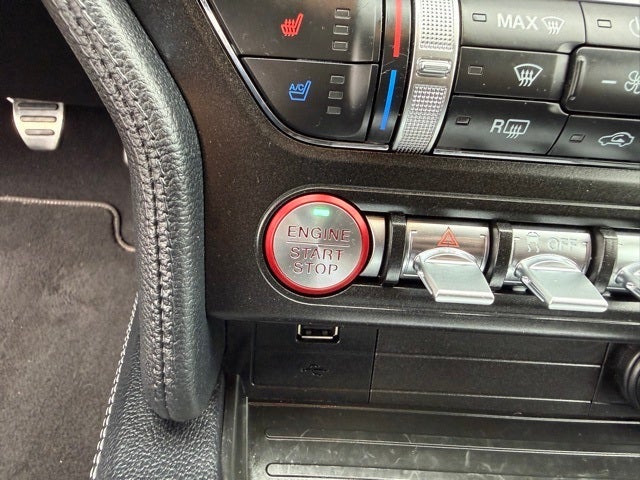 MAX
A/C
R
ENGINE
START
STOP
OFF